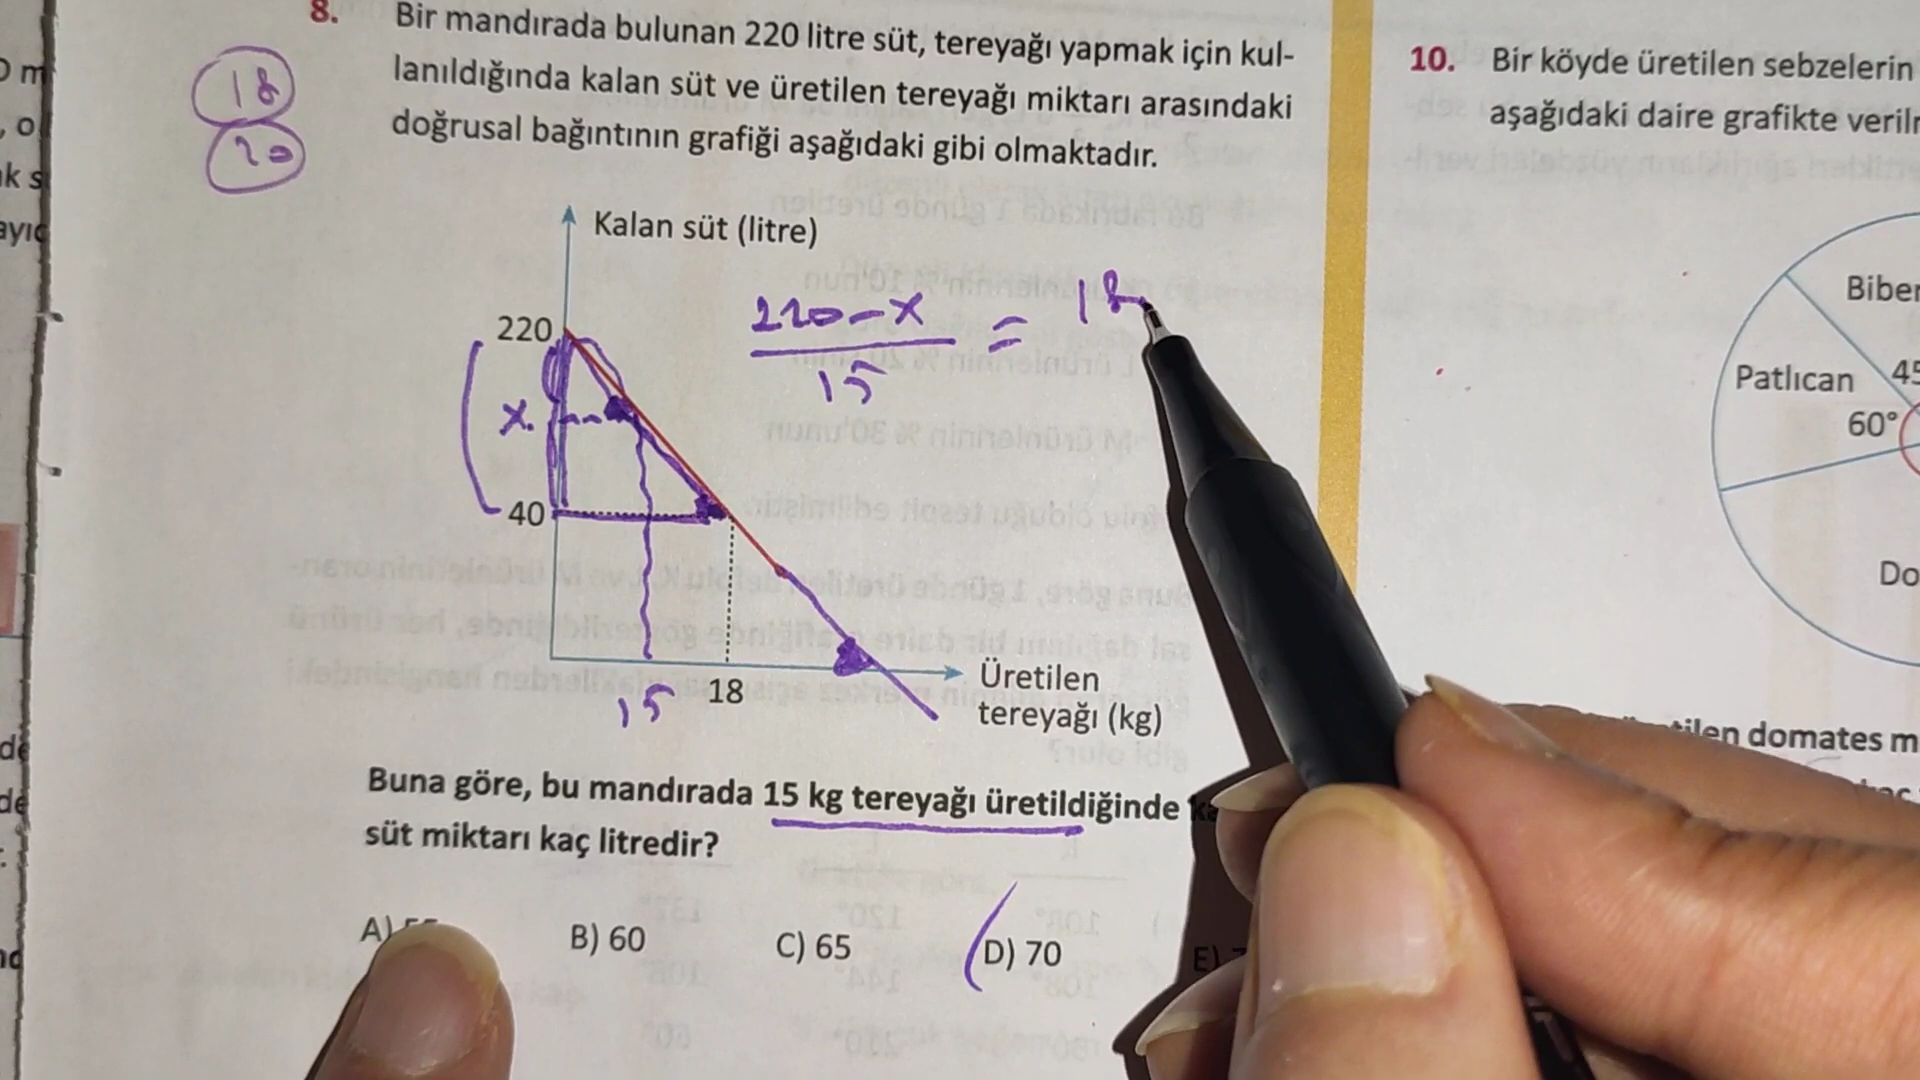 8. Bir mandırada bulunan 220 litre süt, tereyağı yapmak için kul-
lanıldığında kalan süt ve üretilen tereyağı miktarı arasındaki
doğrusal bağıntının grafiği aşağıdaki gibi olmaktadır.
18
20
Kalan süt (litre)
220
x
40
220-x
15
=
18
15
18
Üretilen
tereyağı (kg)
Buna göre, bu mandırada 15 kg tereyağı üretildiğinde
süt miktarı kaç litredir?
A)
B) 60
C) 65
D) 70
E)
10. Bir köyde üretilen sebzelerin
aşağıdaki daire grafikte
Biber
Patlıcan
45
60°
Do
domates m